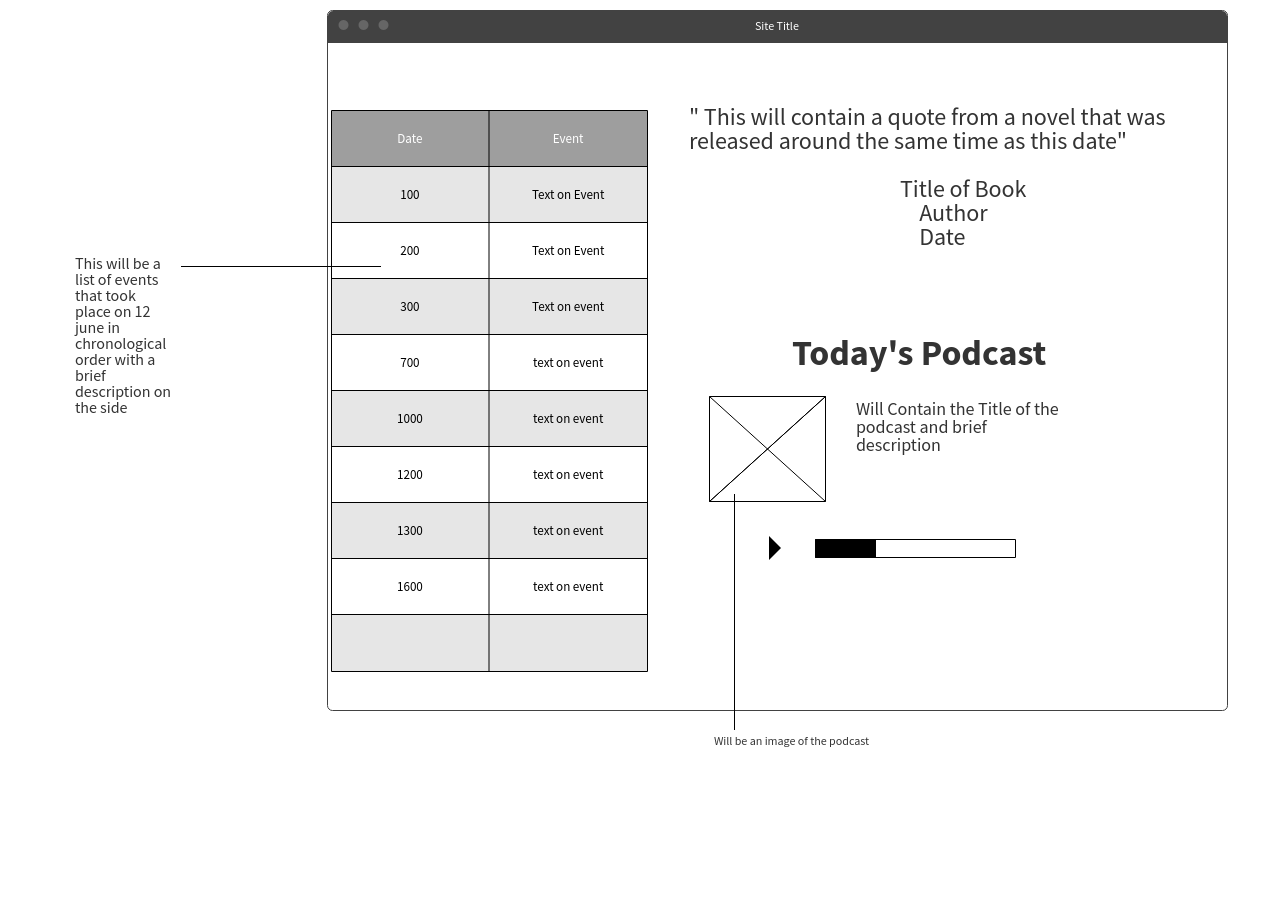 Site Title
Date Event
100 Text on Event
200 Text on Event
300 Text on event
700 text on event
1000 text on event
1200 text on event
1300 text on event
1600 text on event
This will be a
list of events
that took
place on 12
june in
chronological
order with a
brief
description on
the side
" This will contain a quote from a novel that was
released around the same time as this date"
Title of Book
Author
Date
Today's Podcast
Will Contain the Title of the
podcast and brief
description
Will be an image of the podcast